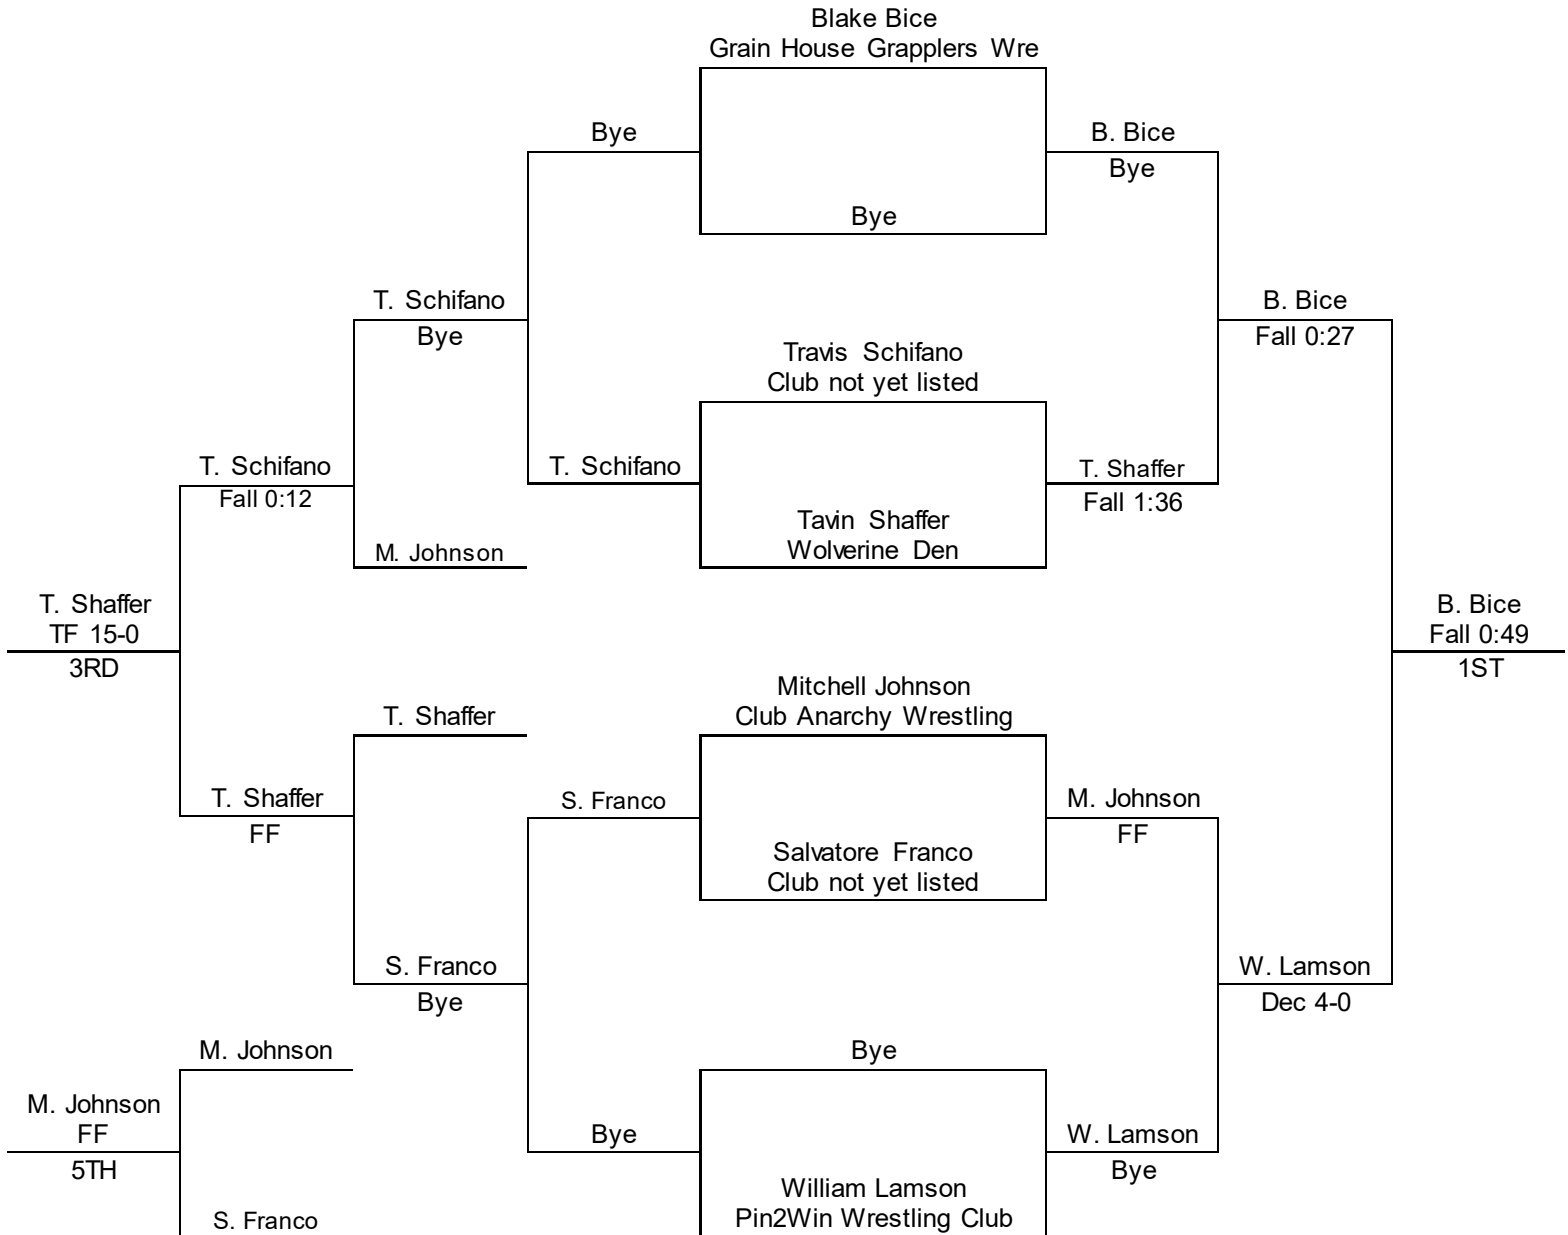 Blake Bice
Grain House Grapplers Wre
Bye
B. Bice
Bye
Bye
T. Schifano
Bye
B. Bice
Fall 0:27
Travis Schifano
Club not yet listed
T. Schifano
Fall 0:12
T. Schifano
T. Shaffer
Fall 1:36
Tavin Shaffer
Wolverine Den
M. Johnson
T. Shaffer
TF 15-0
3RD
B. Bice
Fall 0:49
1ST
Mitchell Johnson
Club Anarchy Wrestling
T. Shaffer
T. Shaffer
FF
S. Franco
M. Johnson
FF
Salvatore Franco
Club not yet listed
S. Franco
Bye
W. Lamson
Dec 4-0
M. Johnson
Bye
M. Johnson
FF
5TH
Bye
W. Lamson
Bye
William Lamson
Pin2Win Wrestling Club
S. Franco